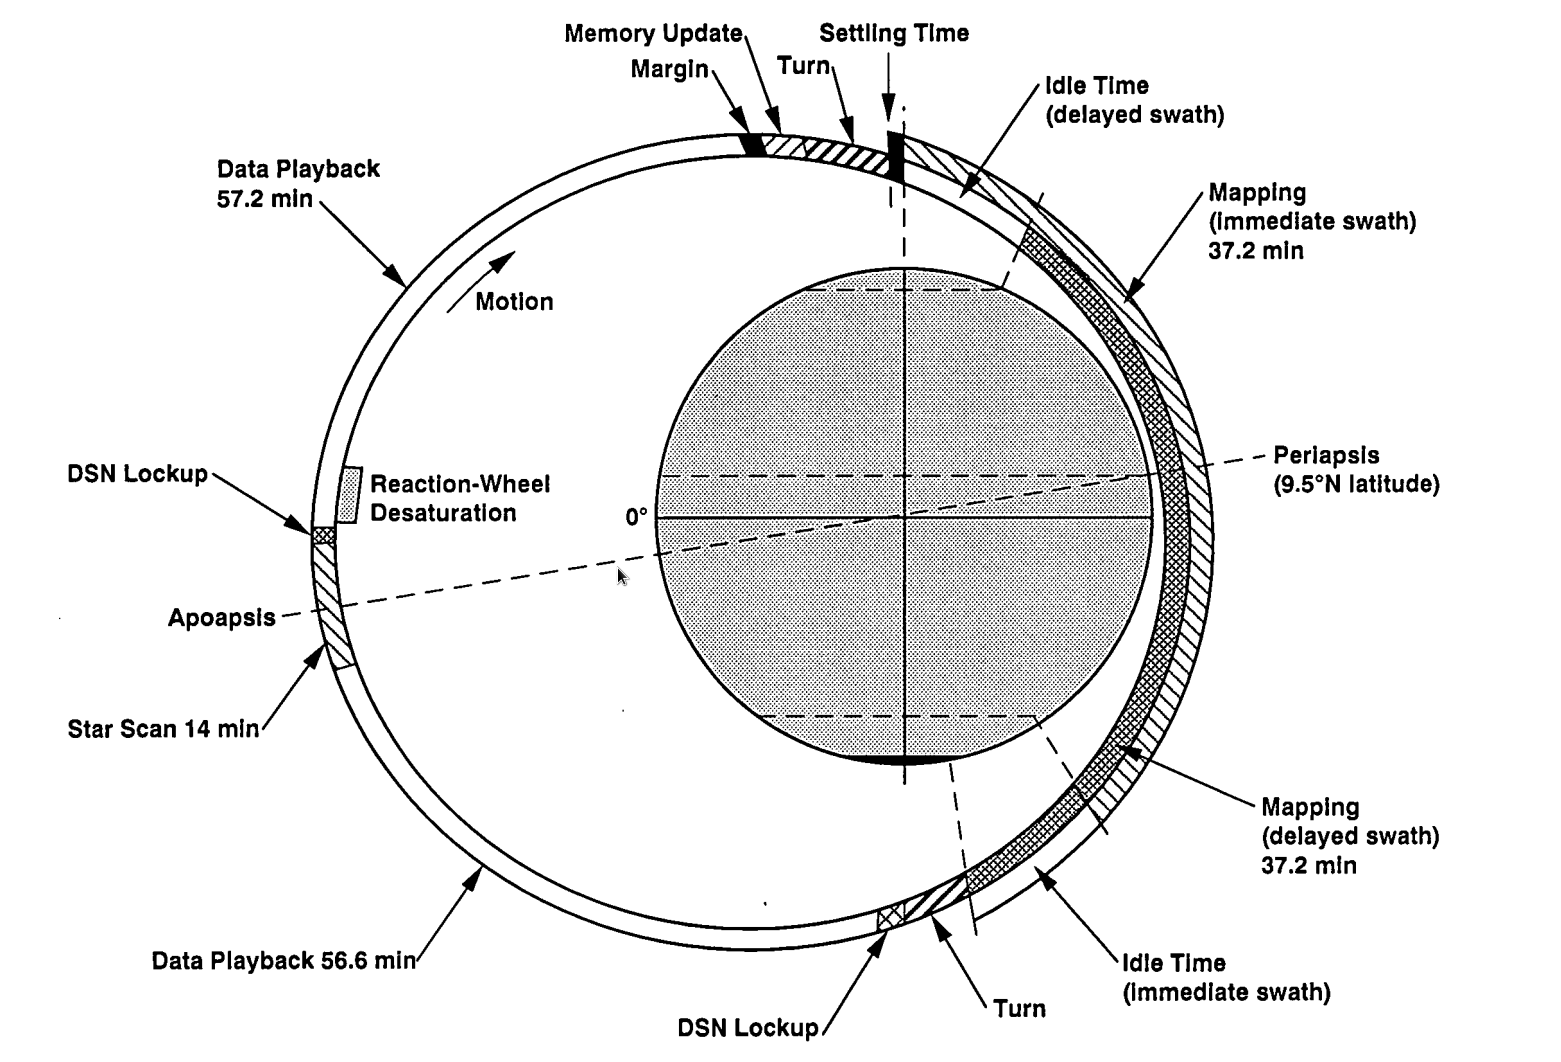 Memory Update
Settling Time
Margin
Turn
Idle Time
(delayed swath)
Data Playback
57.2 min
Mapping
(immediate swath)
37.2 min
Motion
DSN Lockup
Reaction-Wheel
Desaturation
Periapsis
(9.5°N latitude)
0°
Apoapsis
Star Scan 14 min
Mapping
(delayed swath)
37.2 min
Data Playback 56.6 min
Idle Time
(immediate swath)
Turn
DSN Lockup